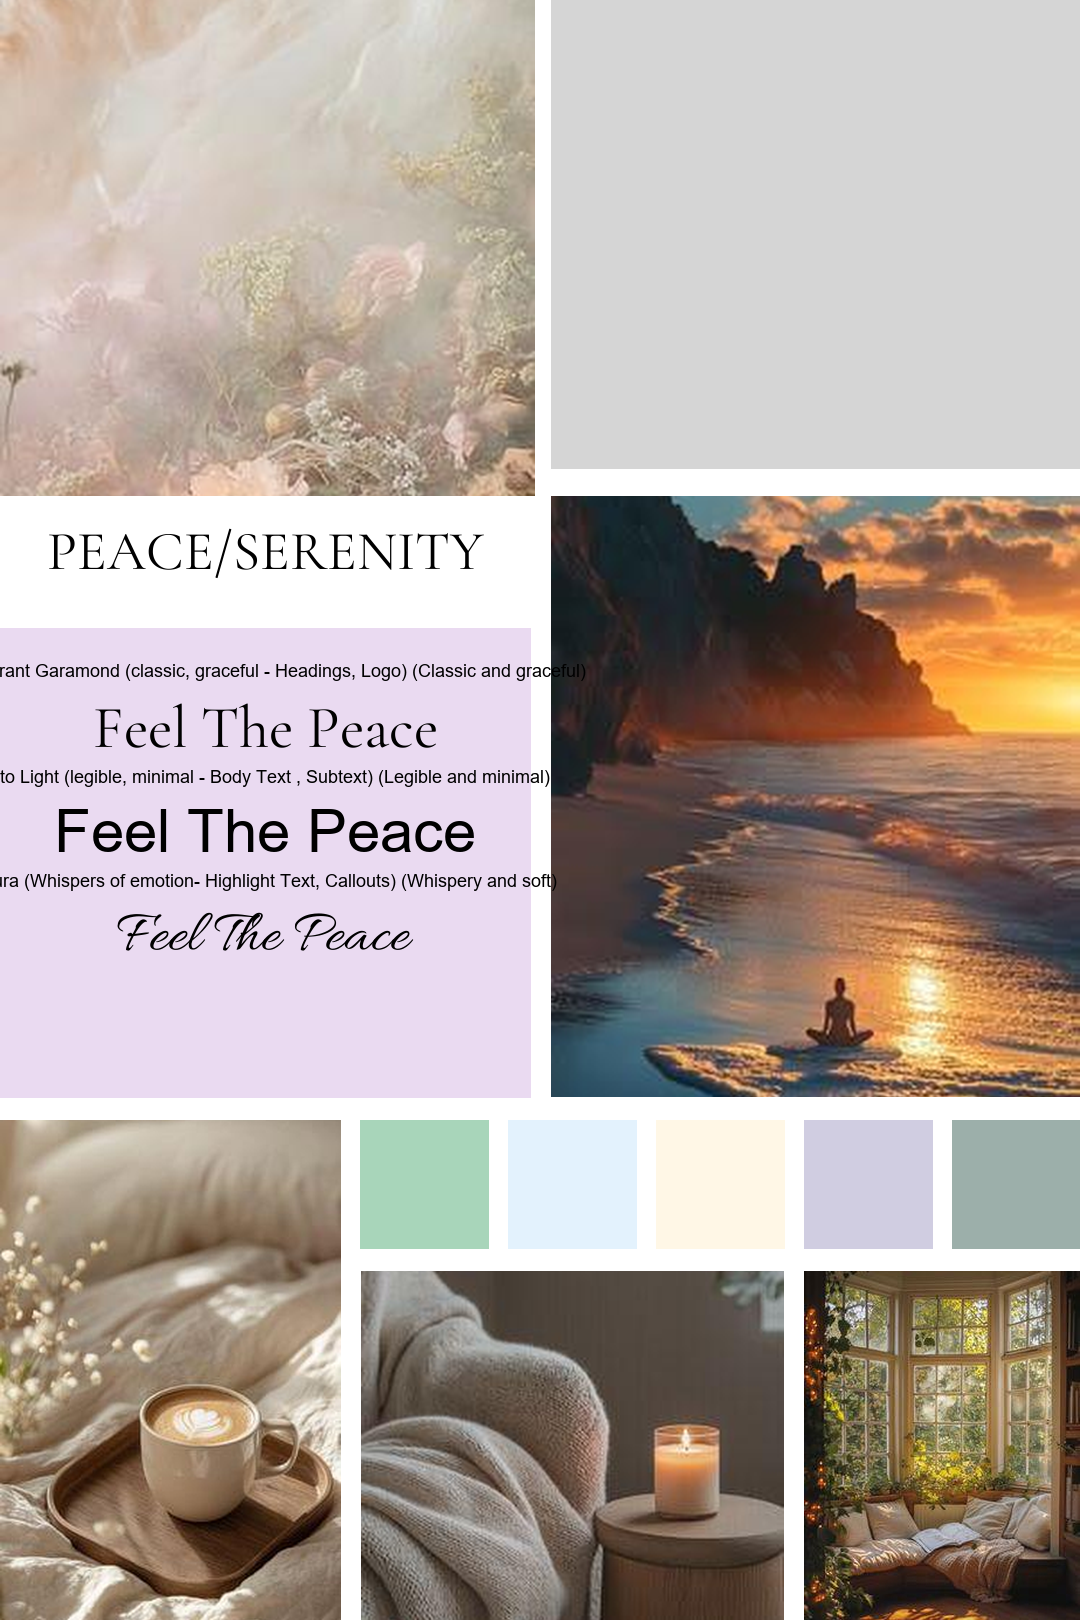 PEACE/SERENITY
rant Garamond (classic, graceful - Headings, Logo) (Classic and graceful)
Feel The Peace
to Light (legible, minimal - Body Text , Subtext) (Legible and minimal)
Feel The Peace
ura (Whispers of emotion- Highlight Text, Callouts) (Whispery and soft)
Feel The Peace